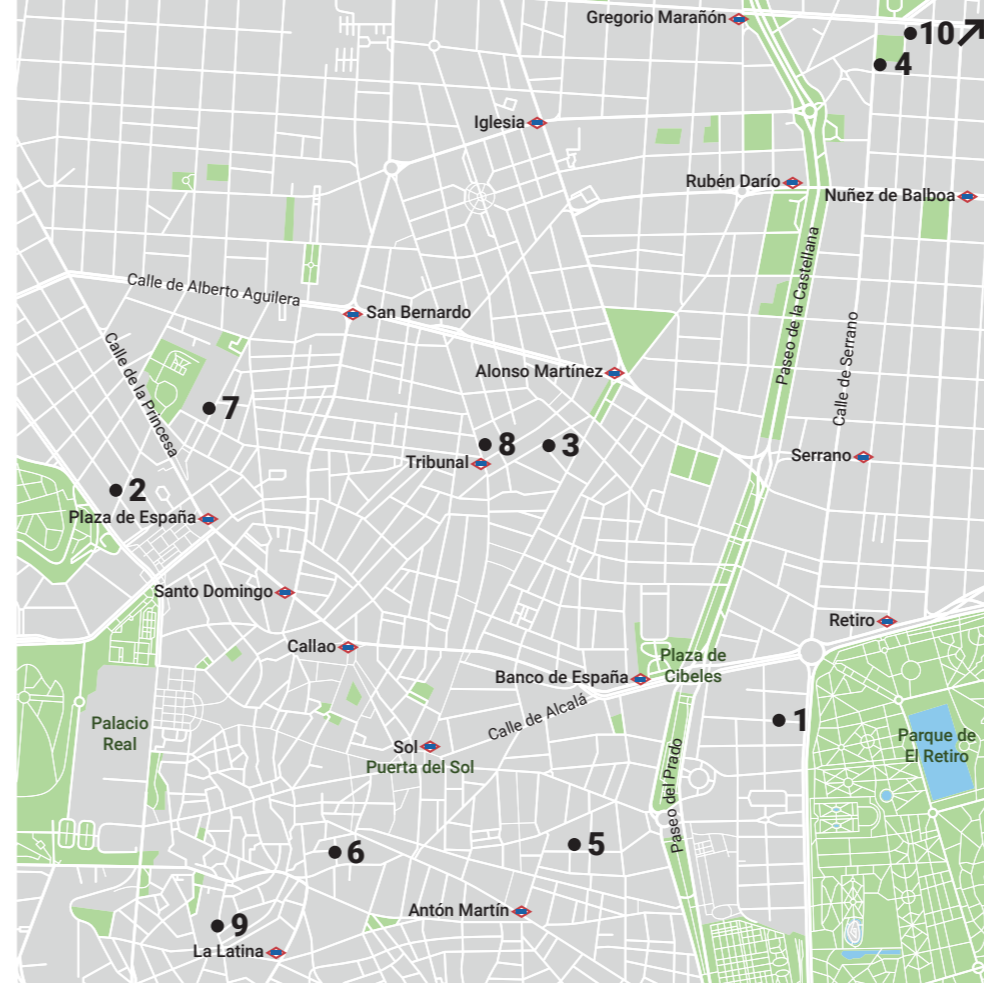 Gregorio Marañón
10
4
Iglesia
Rubén Darío
Nuñez de Balboa
Paseo de la Castellana
Calle de Alberto Aguilera
San Bernardo
Calle de Serrano
Calle de la Princesa
Alonso Martínez
7
8
3
Tribunal
Serrano
2
Plaza de España
Santo Domingo
Retiro
Callao
Plaza de
Cibeles
Banco de España
Calle de Alcalá
1
Palacio
Real
Parque de
El Retiro
Sol
Puerta del Sol
Paseo del Prado
6
5
Antón Martín
9
La Latina